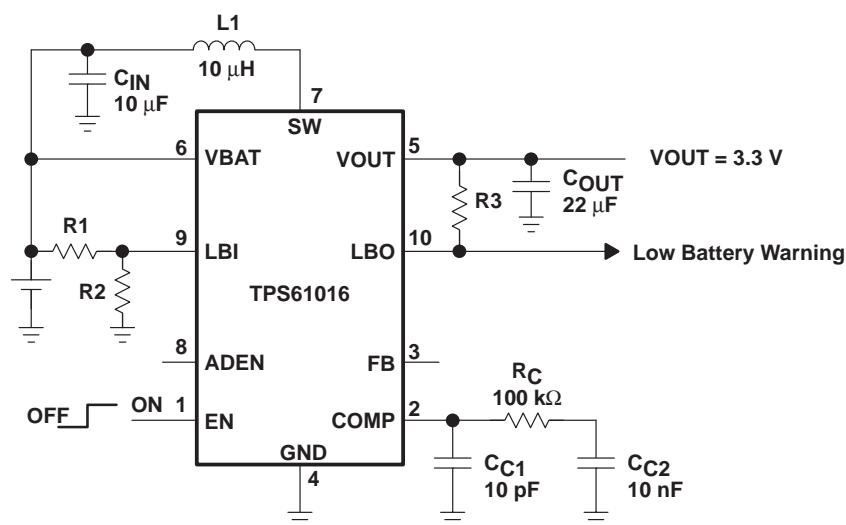 L1
10 μH
CIN
10 μF
7
SW
6 VBAT
VOUT 5
VOUT = 3.3 V
COUT
22 μF
R3
R1
9 LBI
LBO 10
Low Battery Warning
R2
TPS61016
8 ADEN
FB 3
RC
100 kΩ
OFF ON 1 EN
COMP 2
GND
4
CC1
10 pF
CC2
10 nF